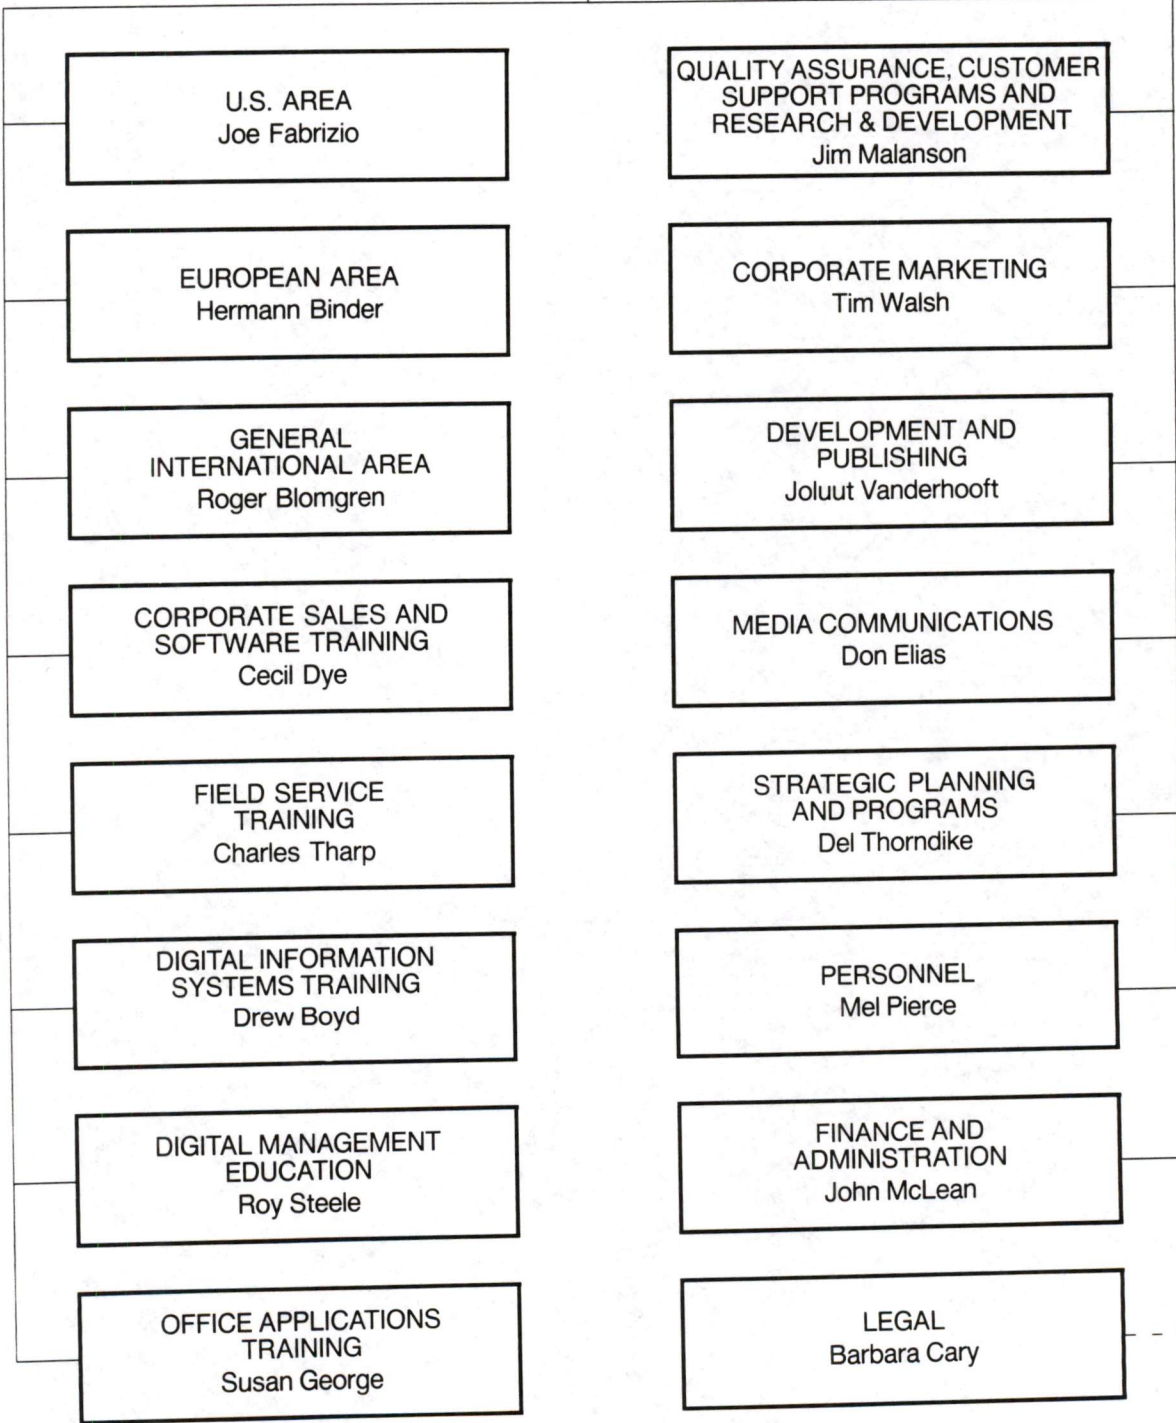 U.S. AREA
Joe Fabrizio
EUROPEAN AREA
Hermann Binder
GENERAL
INTERNATIONAL AREA
Roger Blomgren
CORPORATE SALES AND
SOFTWARE TRAINING
Cecil Dye
FIELD SERVICE
TRAINING
Charles Tharp
DIGITAL INFORMATION
SYSTEMS TRAINING
Drew Boyd
DIGITAL MANAGEMENT
EDUCATION
Roy Steele
OFFICE APPLICATIONS
TRAINING
Susan George
QUALITY ASSURANCE, CUSTOMER
SUPPORT PROGRAMS AND
RESEARCH & DEVELOPMENT
Jim Malanson
CORPORATE MARKETING
Tim Walsh
DEVELOPMENT AND
PUBLISHING
Joluut Vanderhooft
MEDIA COMMUNICATIONS
Don Elias
STRATEGIC PLANNING
AND PROGRAMS
Del Thorndike
PERSONNEL
Mel Pierce
FINANCE AND
ADMINISTRATION
John McLean
LEGAL
Barbara Cary